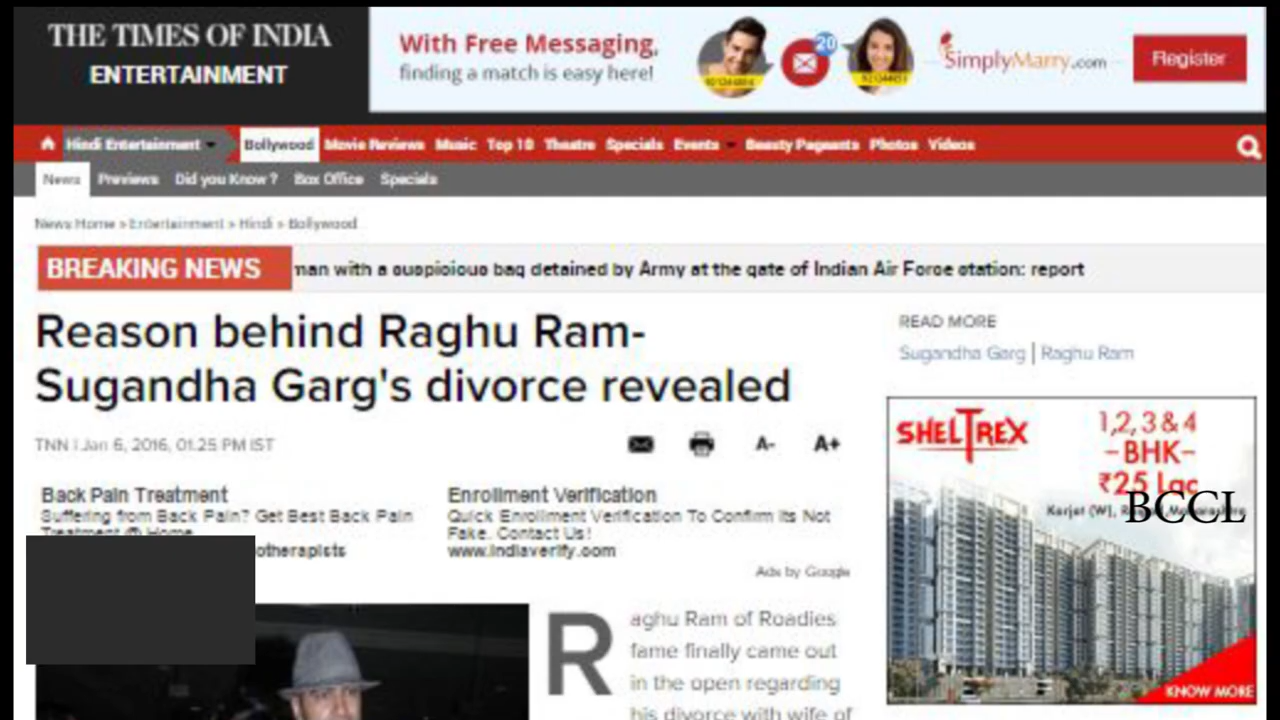 THE TIMES OF INDIA
ENTERTAINMENT
With Free Messaging,
finding a match is easy here!
20
SimplyMarry.com
Register
Hindi Entertainment
Bollywood Movie Reviews Music Top 10 Theatre Specials Events Beauty Pageants Photos Videos
News Previews Did you Know? Box Office Specials
News Home » Entertainment » Hindi » Bollywood
BREAKING NEWS man with a suspicious bag detained by Army at the gate of Indian Air Force station: report
Reason behind Raghu Ram-
Sugandha Garg's divorce revealed
TNN | Jan 6, 2016, 01.25 PM IST
A- A+
Back Pain Treatment
Suffering from Back Pain? Get Best Back Pain
Treatment @ Home
otherapists
Enrollment Verification
Quick Enrollment Verification To Confirm Its Not
Fake. Contact Us!
www.indiaverify.com
Ads by Google
Raghu Ram of Roadies
fame finally came out
in the open regarding
his divorce with wife of
READ MORE
Sugandha Garg | Raghu Ram
SHELTREX
1,2,3 & 4
-BHK-
₹25 Lac
Karjat (W),
BCCL
KNOW MORE